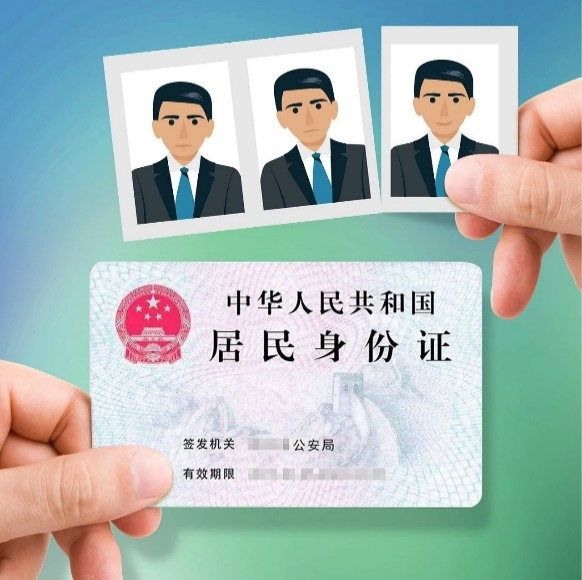 中华人民共和国
居民身份证
签发机关 公安局
有效期限